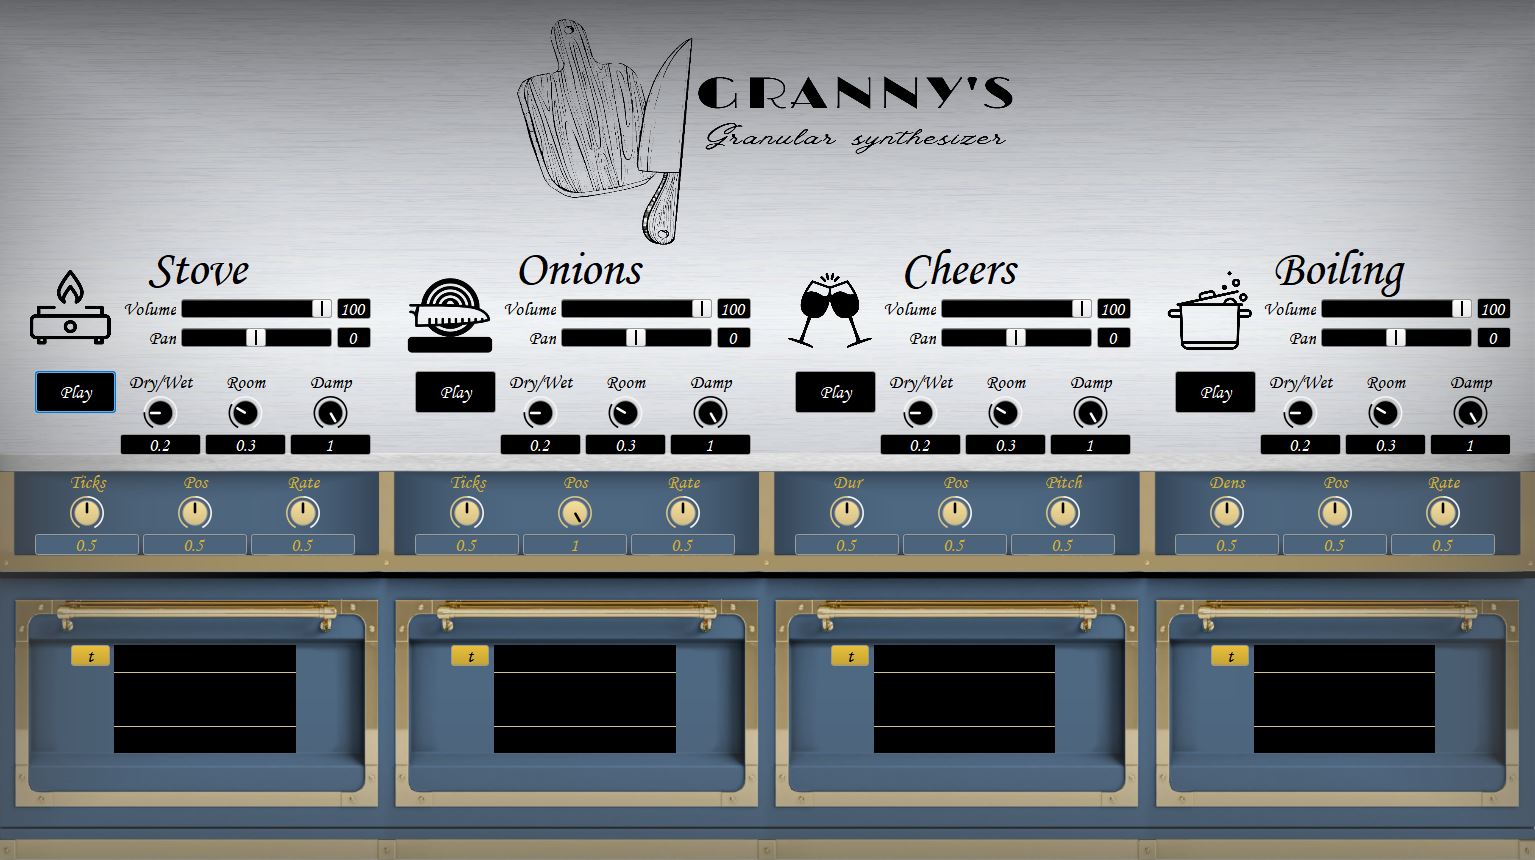 GRANNY'S
Granular synthesizer
Stove
Volume 100
Pan 0
Play
Dry/Wet Room Damp
0.2 0.3 1
Ticks Pos Rate
0.5 0.5 0.5
t
Onions
Volume 100
Pan 0
Play
Dry/Wet Room Damp
0.2 0.3 1
Ticks Pos Rate
0.5 1 0.5
t
Cheers
Volume 100
Pan 0
Play
Dry/Wet Room Damp
0.2 0.3 1
Dur Pos Pitch
0.5 0.5 0.5
t
Boiling
Volume 100
Pan 0
Play
Dry/Wet Room Damp
0.2 0.3 1
Dens Pos Rate
0.5 0.5 0.5
t